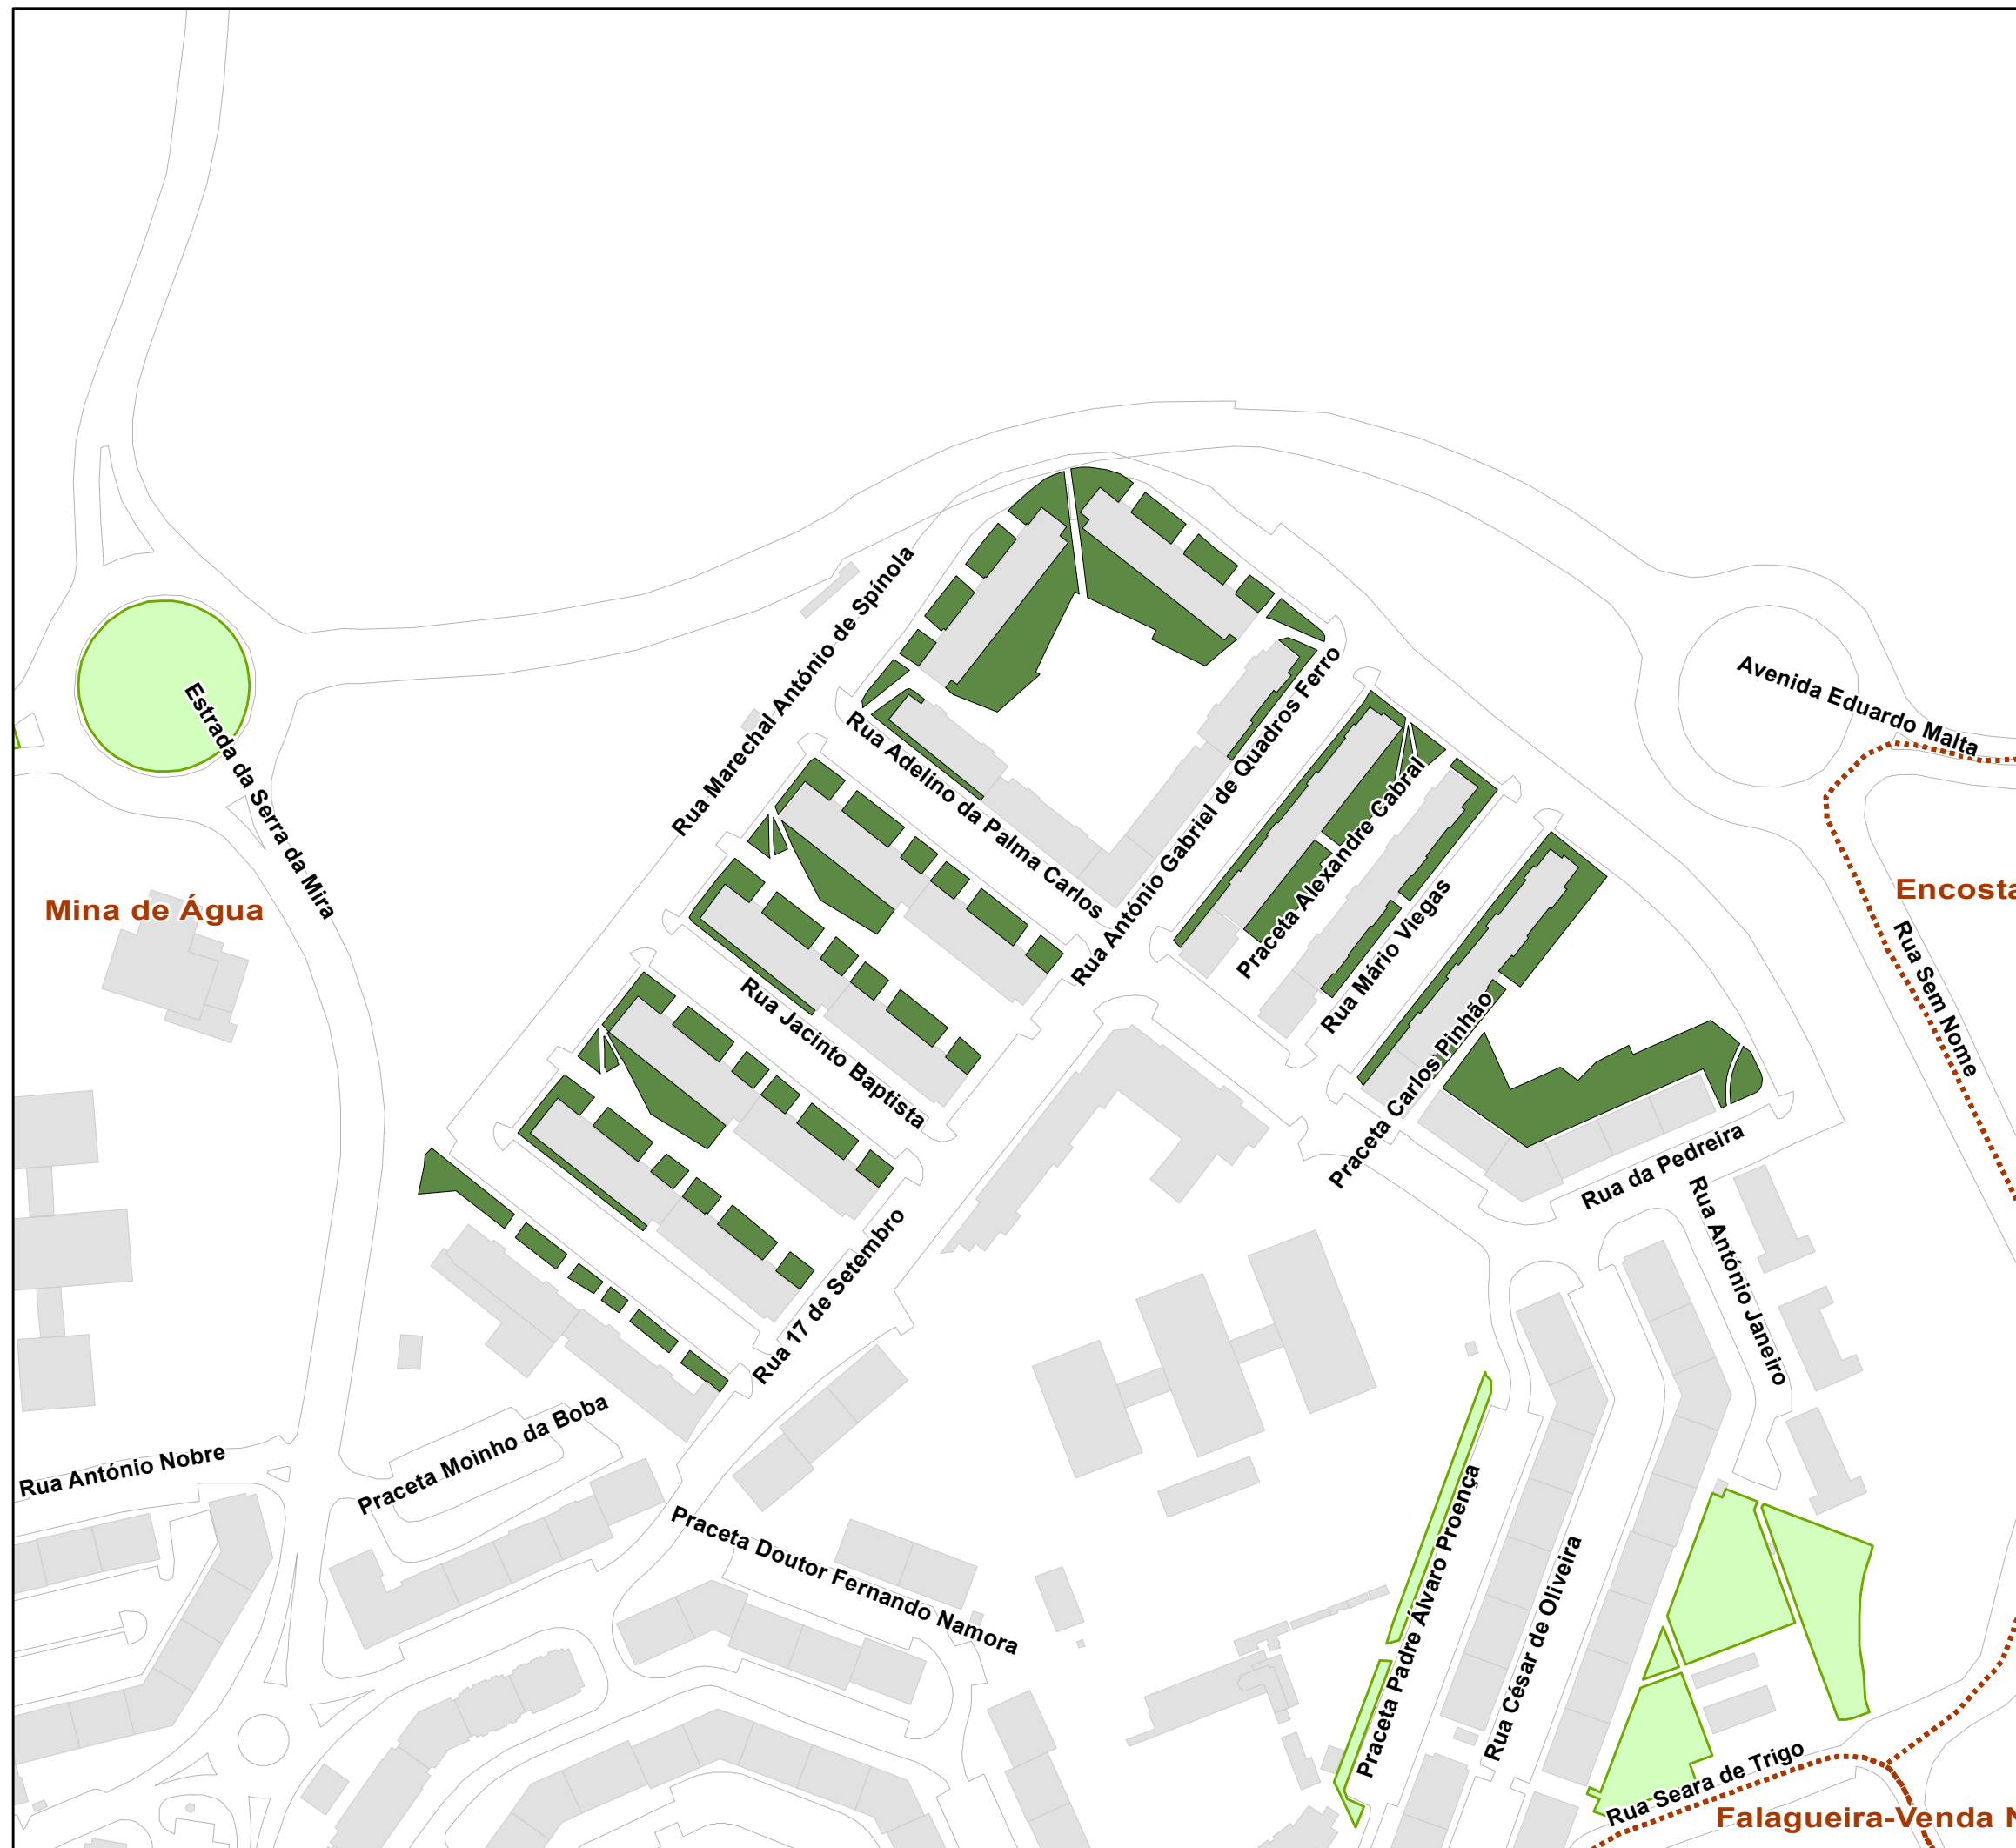 Rua Marechal António de Spínola
Avenida Eduardo Malta
Estrada da Serra da Mira
Rua Adelino da Palma Carlos
Rua António Gabriel de Quadros Ferro
Praceta Alexandre Cabral
Mina de Água
Encosta
Rua Mário Viegas
Rua Sem Nome
Rua Jacinto Baptista
Praceta Carlos Pinhão
Rua da Pedreira
Rua 17 de Setembro
Rua António Janeiro
Praceta Moinho da Boba
Rua António Nobre
Praceta Doutor Fernando Namora
Praceta Padre Álvaro Proença
Rua César de Oliveira
Rua Seara de Trigo
Falagueira-Venda N